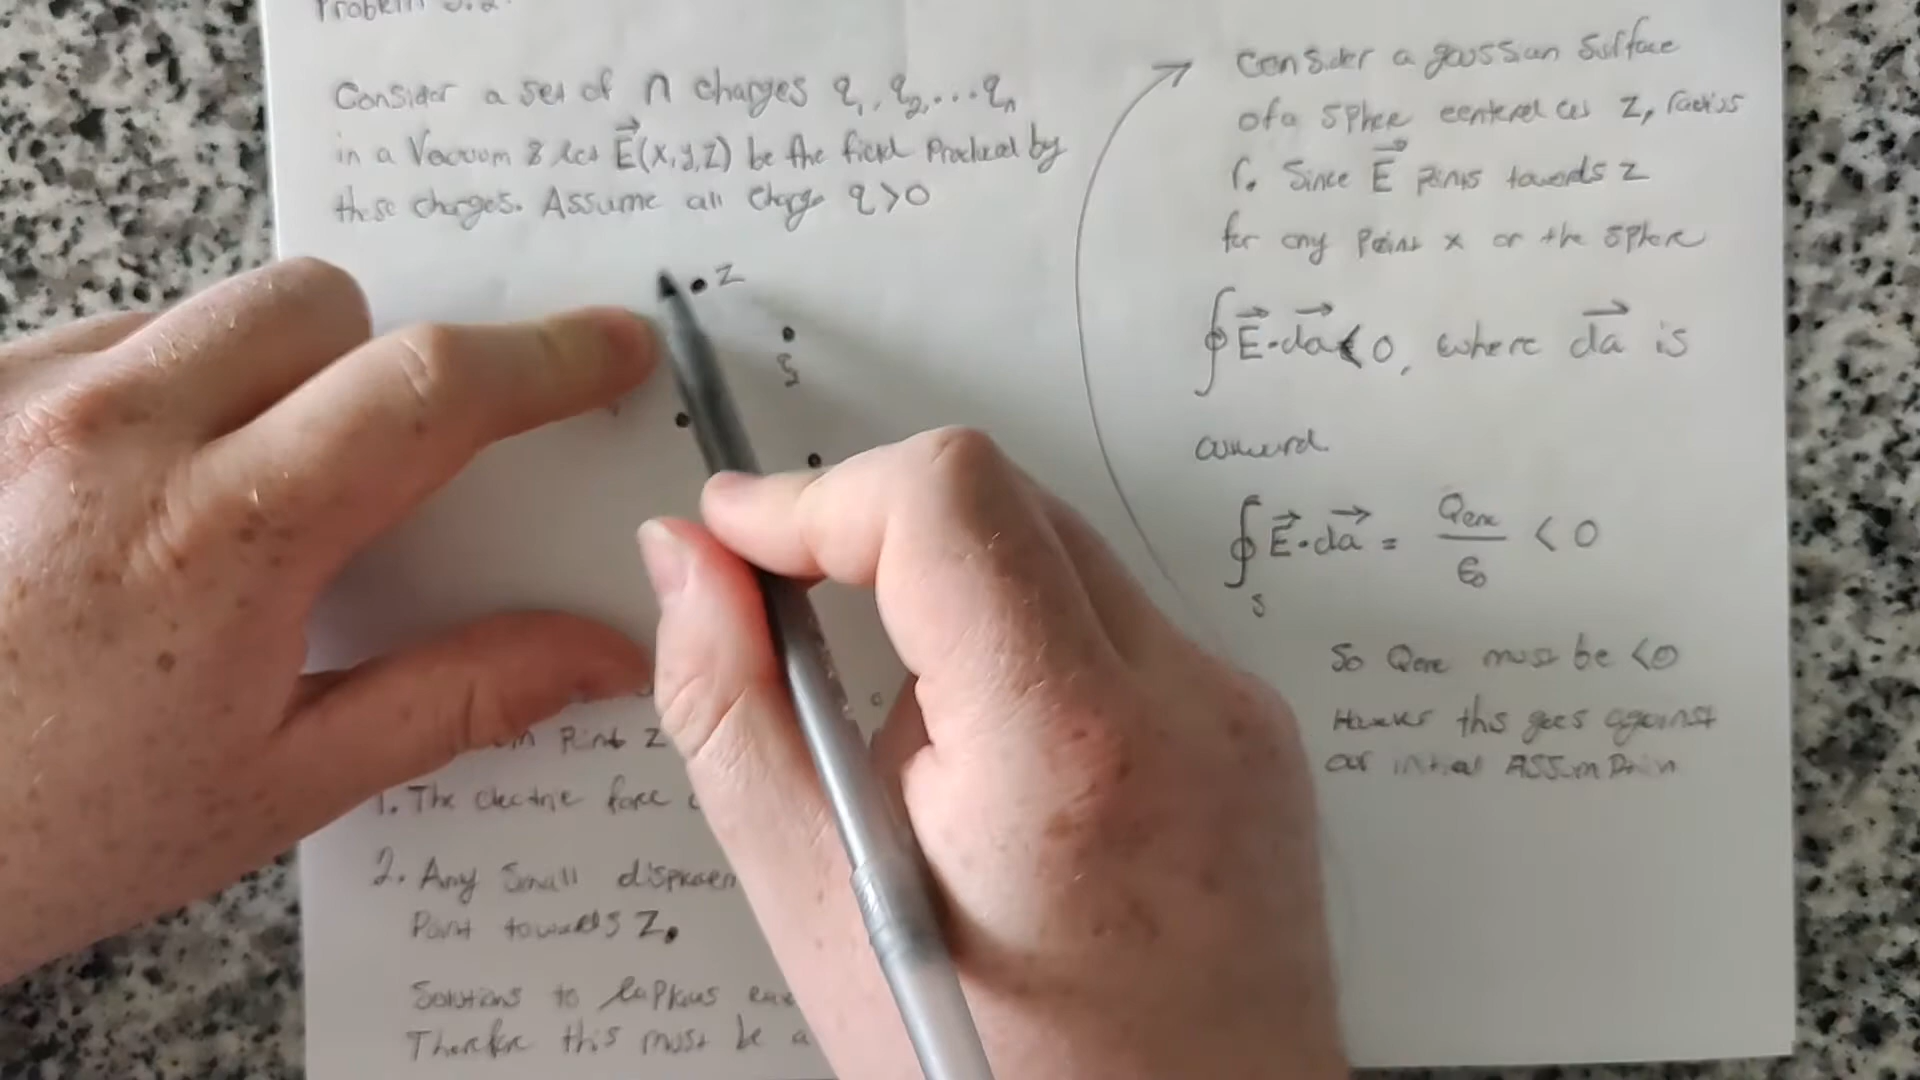 Problem 3.2
Consider a set of n charges q₁, q₂, ... qₙ
in a Vacuum & let E⃗(x,y,z) be the field Produced by
these charges. Assume all charge q>0
z
Point z
1. The electric force
2. Any small
Point towards z.
Solutions to
Therefore this must be a
Consider a gaussian Surface
of a sphere centered at z, radius
r. Since E⃗ points towards z
for any Point x on the sphere
∮E⃗·da⃗<0, where da⃗ is
outward.
∮ₛ E⃗·da⃗ = Qenc/ε₀ < 0
So Qenc must be <0
However this goes against
our initial Assumption